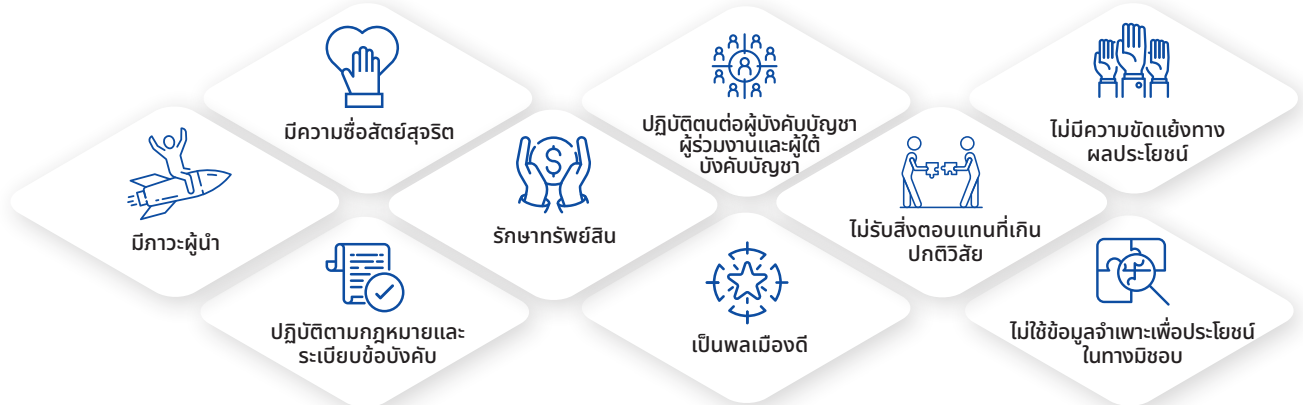 มีภาวะผู้นำ
มีความซื่อสัตย์สุจริต
ปฏิบัติตามกฎหมายและ
ระเบียบข้อบังคับ
รักษาทรัพย์สิน
ปฏิบัติตนต่อผู้บังคับบัญชา
ผู้ร่วมงานและผู้ใต้
บังคับบัญชา
เป็นพลเมืองดี
ไม่รับสิ่งตอบแทนที่เกิน
ปกติวิสัย
ไม่มีความขัดแย้งทาง
ผลประโยชน์
ไม่ใช้ข้อมูลจำเพาะเพื่อประโยชน์
ในทางมิชอบ